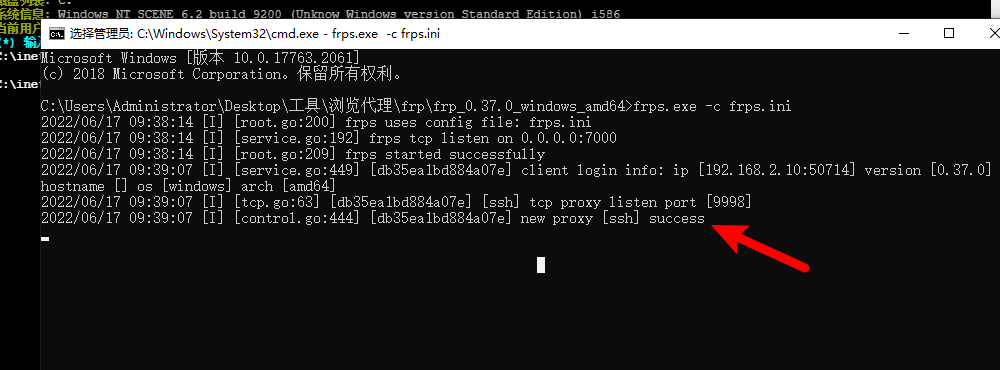 系统信息: Windows NT SCENE 6.2 build 9200 (Unknow Windows version Standard Edition) i586
当前用户
(*) 输
C:\ine
C:\ine
选择管理员: C:\Windows\System32\cmd.exe - frps.exe  -c frps.ini
Microsoft Windows [版本 10.0.17763.2061]
(c) 2018 Microsoft Corporation。保留所有权利。
C:\Users\Administrator\Desktop\工具\浏览代理\frp\frp_0.37.0_windows_amd64>frps.exe -c frps.ini
2022/06/17 09:38:14 [I] [root.go:200] frps uses config file: frps.ini
2022/06/17 09:38:14 [I] [service.go:192] frps tcp listen on 0.0.0.0:7000
2022/06/17 09:38:14 [I] [root.go:209] frps started successfully
2022/06/17 09:39:07 [I] [service.go:449] [db35ea1bd884a07e] client login info: ip [192.168.2.10:50714] version [0.37.0]
hostname [] os [windows] arch [amd64]
2022/06/17 09:39:07 [I] [tcp.go:63] [db35ea1bd884a07e] [ssh] tcp proxy listen port [9998]
2022/06/17 09:39:07 [I] [control.go:444] [db35ea1bd884a07e] new proxy [ssh] success